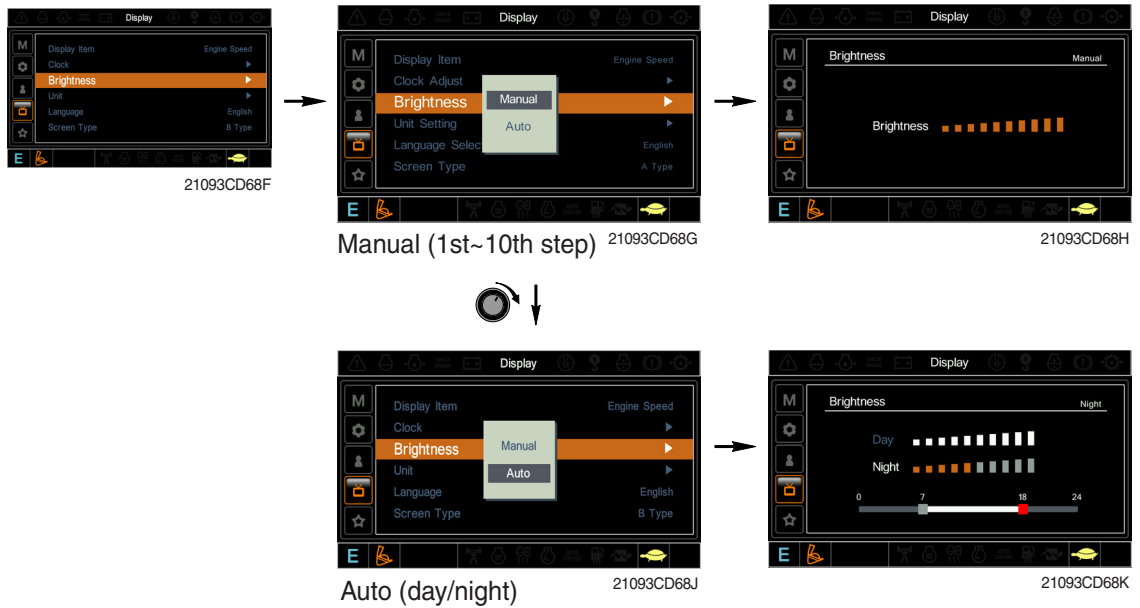 Display
M
Display Item Engine Speed
Clock
Brightness
Unit
Language English
Screen Type B Type
E
21093CD68F
Display
M
Display Item Engine Speed
Clock Adjust
Brightness
Unit Setting
Language Selec English
Screen Type A Type
Manual
Auto
E
Manual (1st~10th step) 21093CD68G
Display
M
Brightness Manual
Brightness
E
21093CD68H
Display
M
Display Item Engine Speed
Clock
Brightness
Unit
Language English
Screen Type B Type
Manual
Auto
E
Auto (day/night) 21093CD68J
Display
M
Brightness Night
Day
Night
0 7 18 24
E
21093CD68K